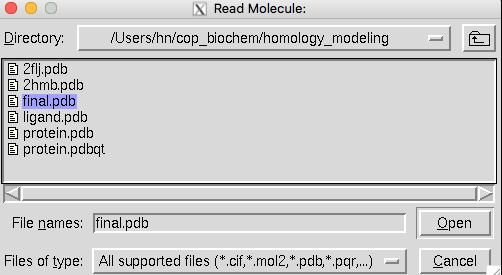 Read Molecule:
Directory: /Users/hn/cop_biochem/homology_modeling
2flj.pdb
2hmb.pdb
final.pdb
ligand.pdb
protein.pdb
protein.pdbqt
File names: final.pdb Open
Files of type: All supported files (*.cif,*.mol2,*.pdb,*.pqr,...) Cancel